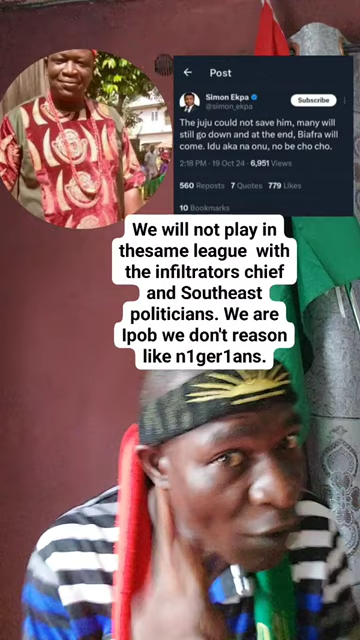 Post
Simon Ekpa
@simon_ekpa
Subscribe
The juju could not save him, many will
still go down and at the end, Biafra will
come. Idu aka na onu, no be cho cho.
2:18 PM · 19 Oct 24 · 6,951 Views
560 Reposts 7 Quotes 779 Likes
10 Bookmarks
We will not play in
thesame league with
the infiltrators chief
and Southeast
politicians. We are
Ipob we don't reason
like n1ger1ans.